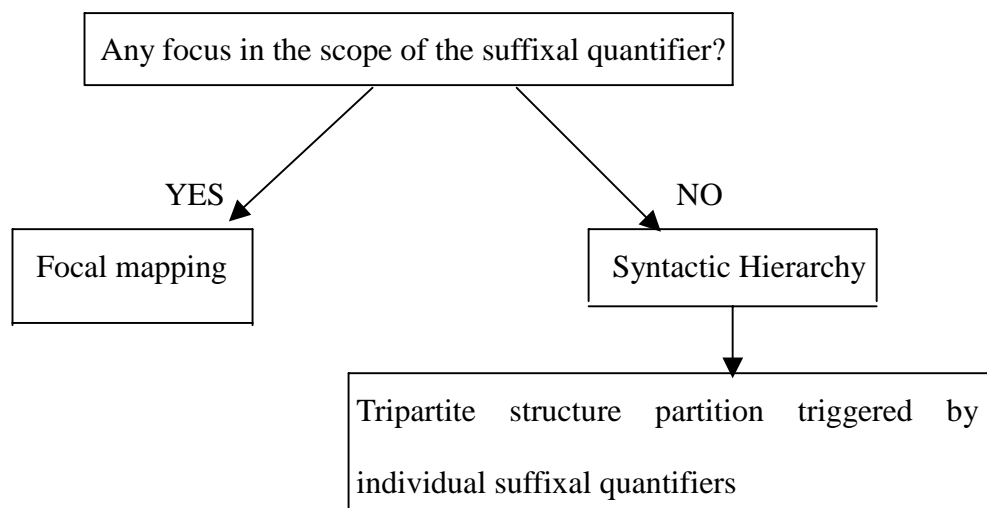 Any focus in the scope of the suffixal quantifier?
YES
NO
Focal mapping
Syntactic Hierarchy
Tripartite structure partition triggered by
individual suffixal quantifiers